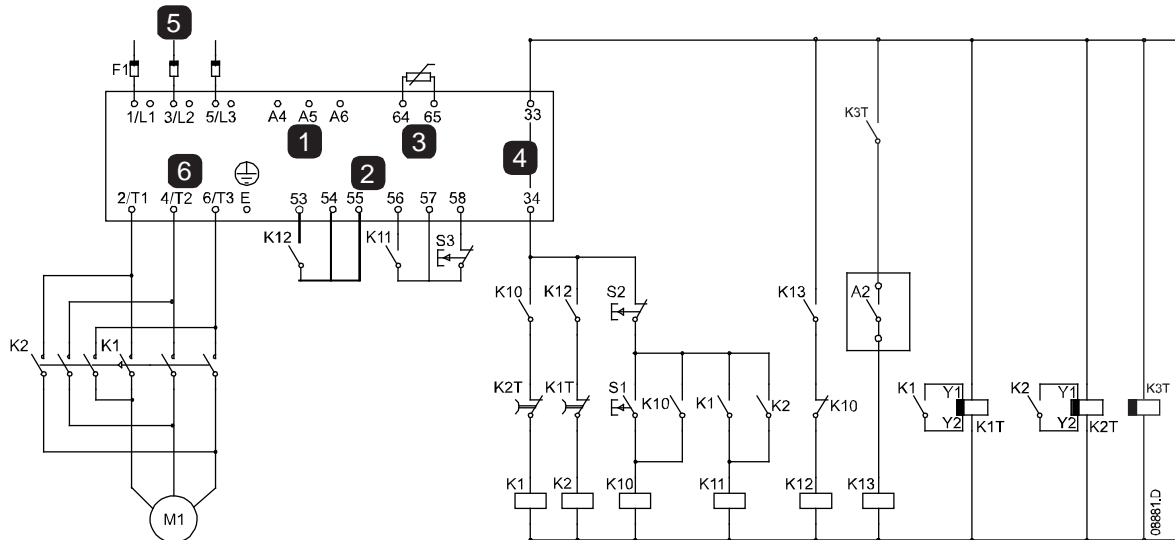 5
F1
1/L1 3/L2 5/L3 A4 A5 A6 64 65 33
1 3 4
6 2
2/T1 4/T2 6/T3 E 53 54 55 56 57 58 34
K12 K11 S3
K3T
K10 K12 S2 K13 A2
K2 K1
K2T K1T S1 K10 K1 K2 K10
K1 Y1 Y2 K1T K2 Y1 Y2 K2T K3T
K1 K2 K10 K11 K12 K13
M1
08881.D